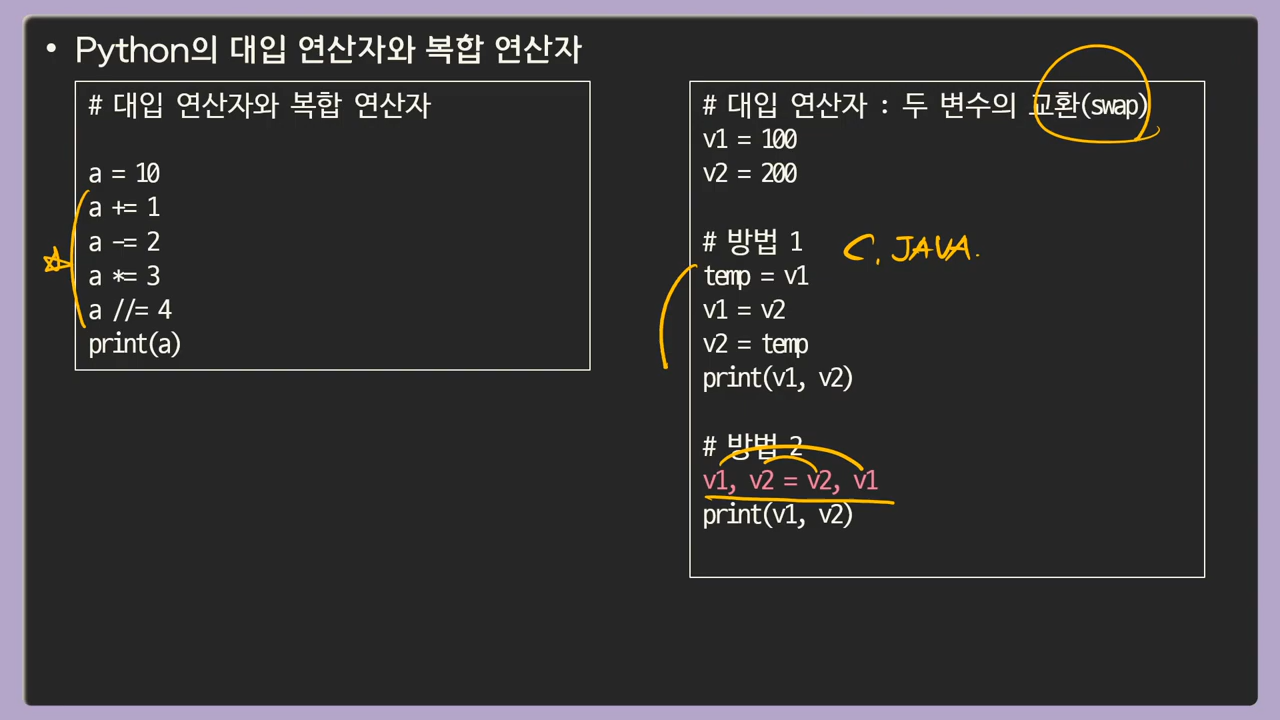 • Python의 대입 연산자와 복합 연산자
# 대입 연산자와 복합 연산자
a = 10
a += 1
a -= 2
a *= 3
a //= 4
print(a)
# 대입 연산자 : 두 변수의 교환(swap)
v1 = 100
v2 = 200
# 방법 1 C, JAVA.
temp = v1
v1 = v2
v2 = temp
print(v1, v2)
# 방법 2
v1, v2 = v2, v1
print(v1, v2)